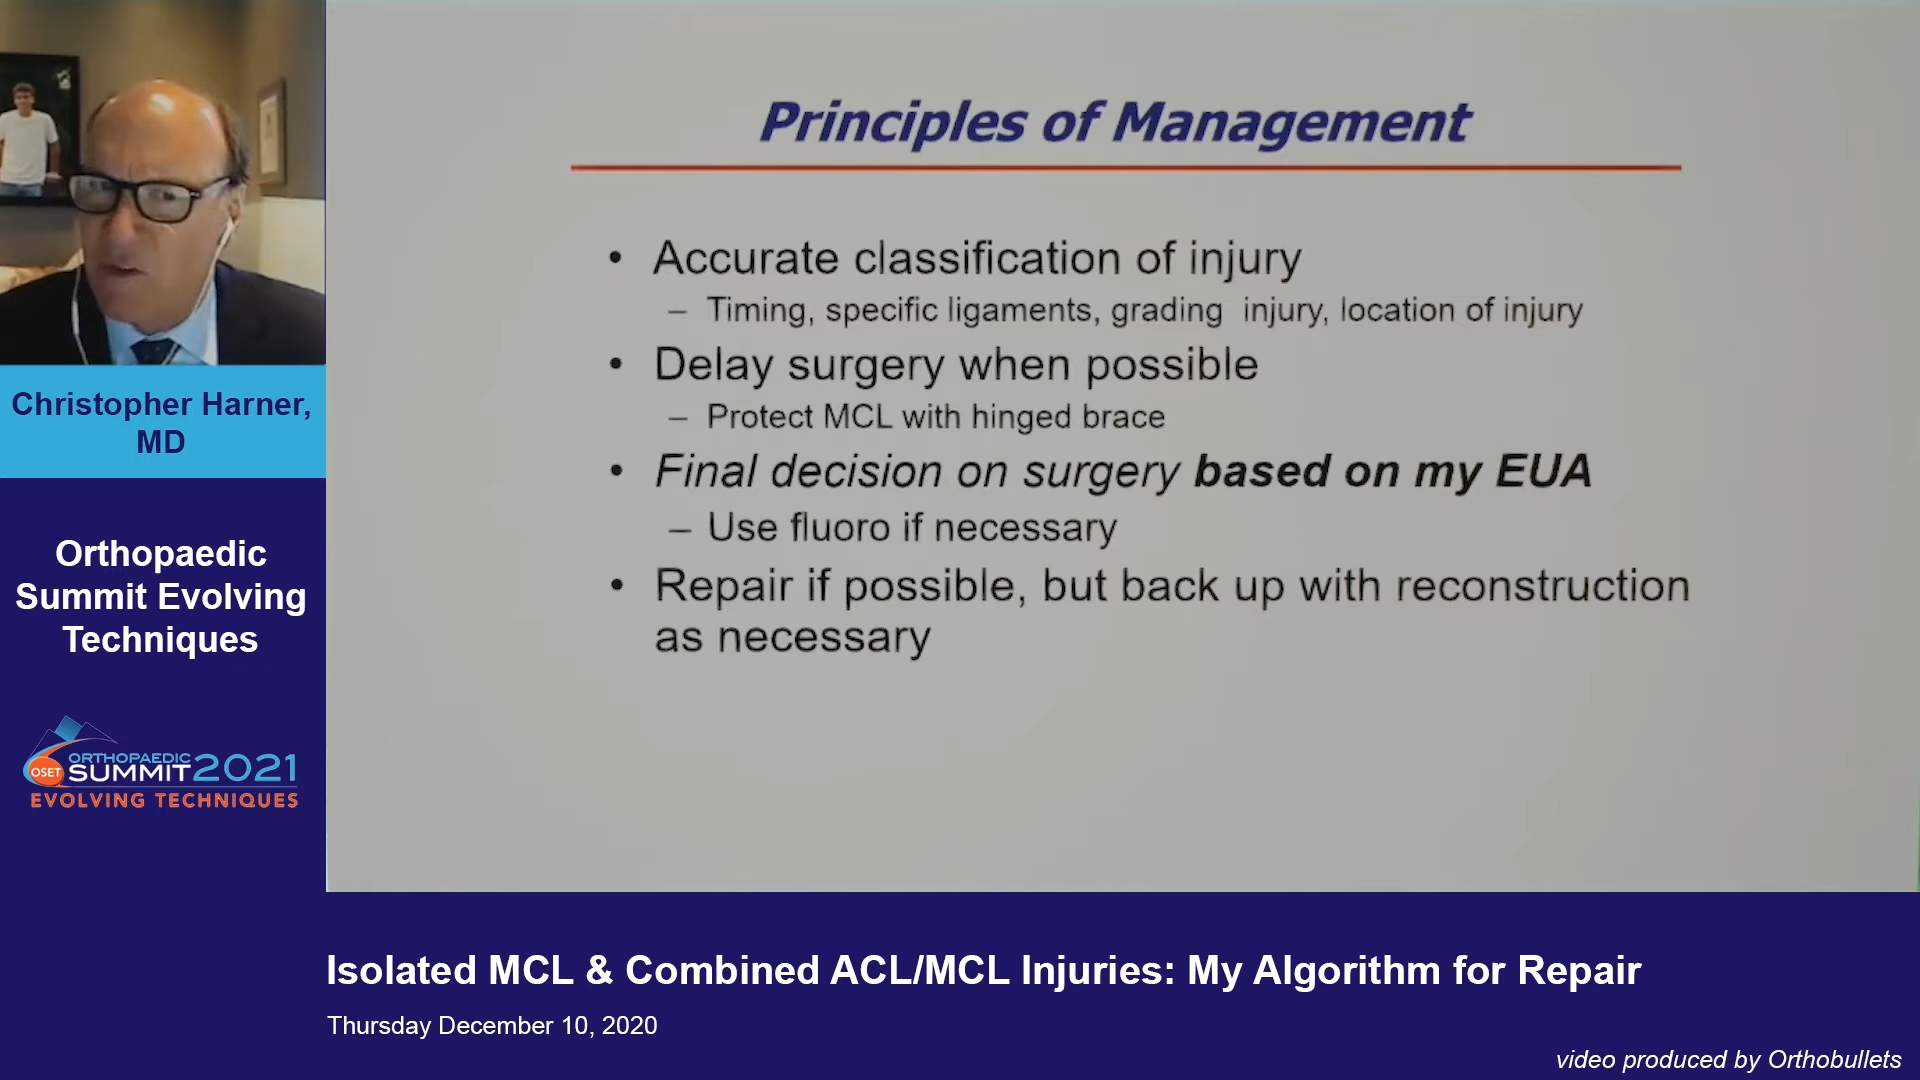 Principles of Management
• Accurate classification of injury
– Timing, specific ligaments, grading injury, location of injury
• Delay surgery when possible
– Protect MCL with hinged brace
• Final decision on surgery based on my EUA
– Use fluoro if necessary
• Repair if possible, but back up with reconstruction
as necessary
Christopher Harner,
MD
Orthopaedic
Summit Evolving
Techniques
OSET
ORTHOPAEDIC
SUMMIT 2021
EVOLVING TECHNIQUES
Isolated MCL & Combined ACL/MCL Injuries: My Algorithm for Repair
Thursday December 10, 2020
video produced by Orthobullets